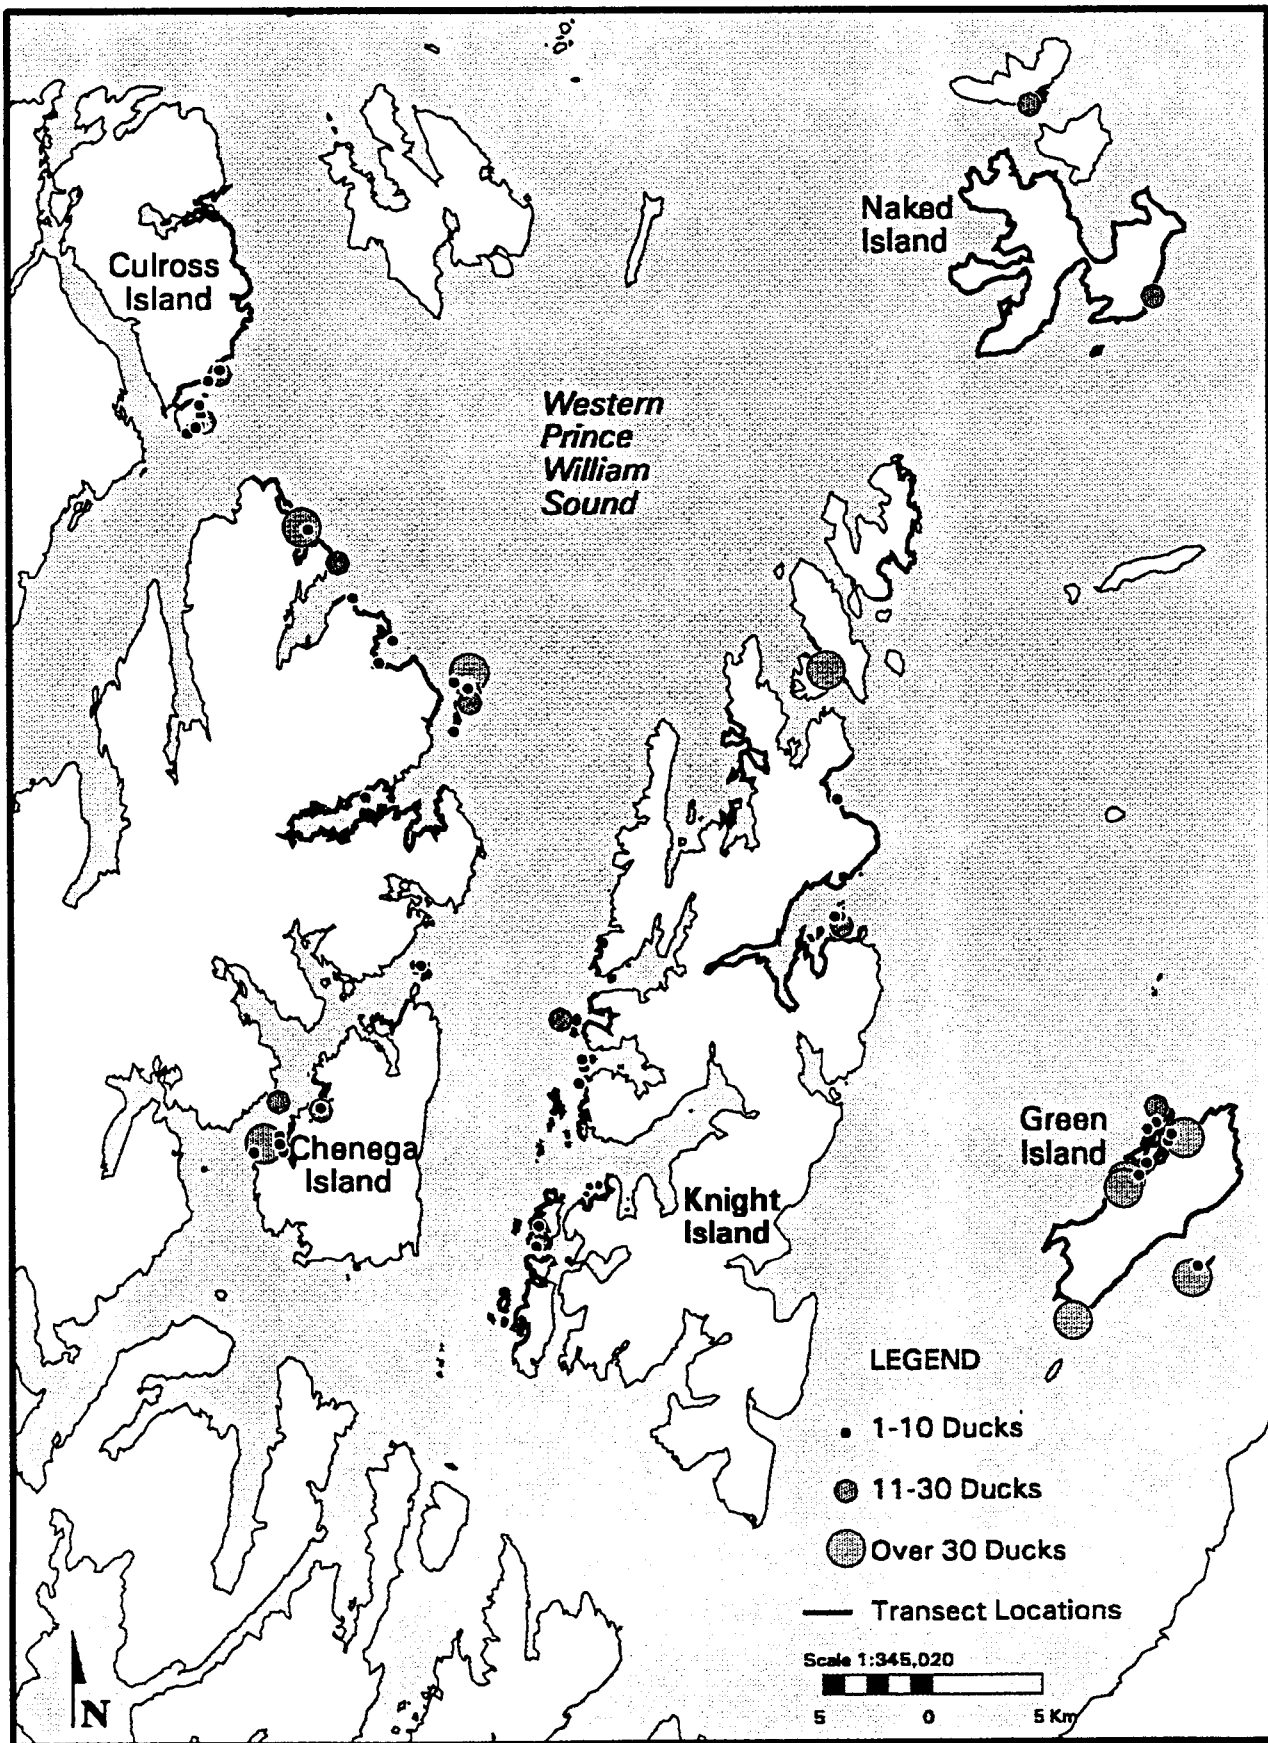 Naked
Island
Culross
Island
Western
Prince
William
Sound
Green
Island
Chenega
Island
Knight
Island
LEGEND
1-10 Ducks
11-30 Ducks
Over 30 Ducks
Transect Locations
Scale 1:345,020
5 0 5 Km
N